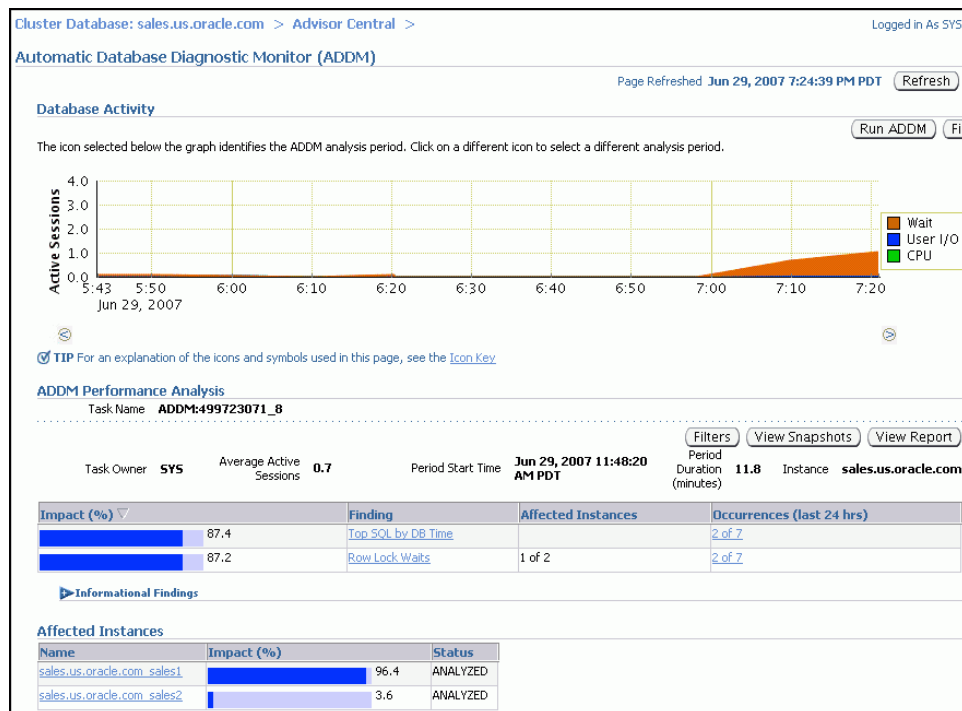 Cluster Database: sales.us.oracle.com > Advisor Central >
Logged in As SYS
Automatic Database Diagnostic Monitor (ADDM)
Page Refreshed Jun 29, 2007 7:24:39 PM PDT Refresh
Database Activity
Run ADDM Fi
The icon selected below the graph identifies the ADDM analysis period. Click on a different icon to select a different analysis period.
Active Sessions
4.0
3.0
2.0
1.0
0.0
Wait
User I/O
CPU
5:43 5:50 6:00 6:10 6:20 6:30 6:40 6:50 7:00 7:10 7:20
Jun 29, 2007
TIP For an explanation of the icons and symbols used in this page, see the Icon Key
ADDM Performance Analysis
Task Name ADDM:499723071_8
Filters View Snapshots View Report
Task Owner SYS
Average Active Sessions 0.7
Period Start Time Jun 29, 2007 11:48:20 AM PDT
Period Duration (minutes) 11.8
Instance sales.us.oracle.com
Impact (%) Finding Affected Instances Occurrences (last 24 hrs)
87.4 Top SQL by DB Time 2 of 7
87.2 Row Lock Waits 1 of 2 2 of 7
Informational Findings
Affected Instances
Name Impact (%) Status
sales.us.oracle.com_sales1 96.4 ANALYZED
sales.us.oracle.com_sales2 3.6 ANALYZED